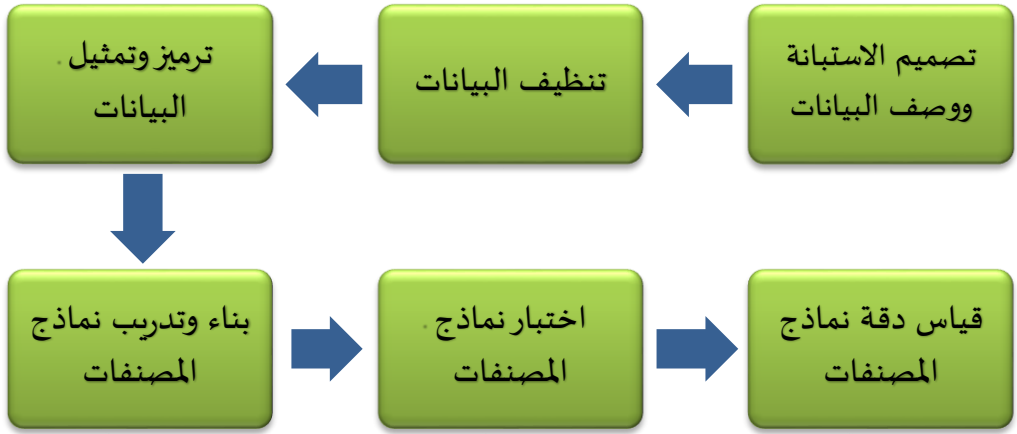 تصميم الاستبانة
ووصف البيانات
تنظيف البيانات
ترميز وتمثيل .
البيانات
بناء وتدريب نماذج
المصنفات
اختبار نماذج .
المصنفات
قياس دقة نماذج
المصنفات